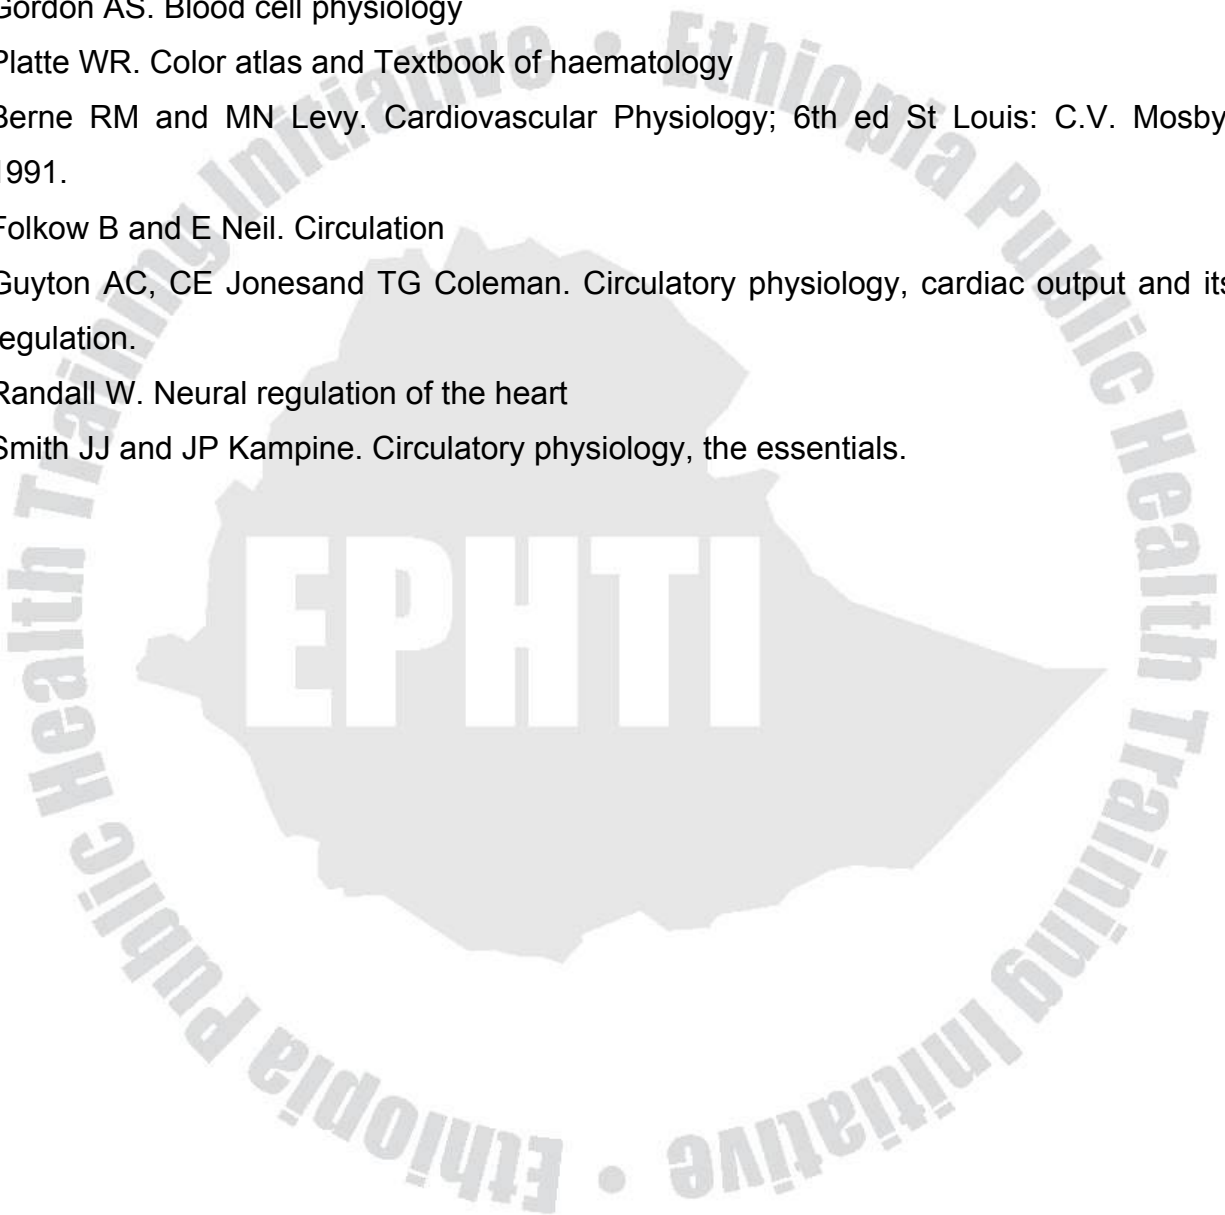 Gordon AS. Blood cell physiology
Platte WR. Color atlas and Textbook of haematology
Berne RM and MN Levy. Cardiovascular Physiology; 6th ed St Louis: C.V. Mosby
1991.
Folkow B and E Neil. Circulation
Guyton AC, CE Jonesand TG Coleman. Circulatory physiology, cardiac output and its
regulation.
Randall W. Neural regulation of the heart
Smith JJ and JP Kampine. Circulatory physiology, the essentials.
EPHTI
Ethiopia Public Health Training Initiative • Ethiopia Public Health Training Initiative •